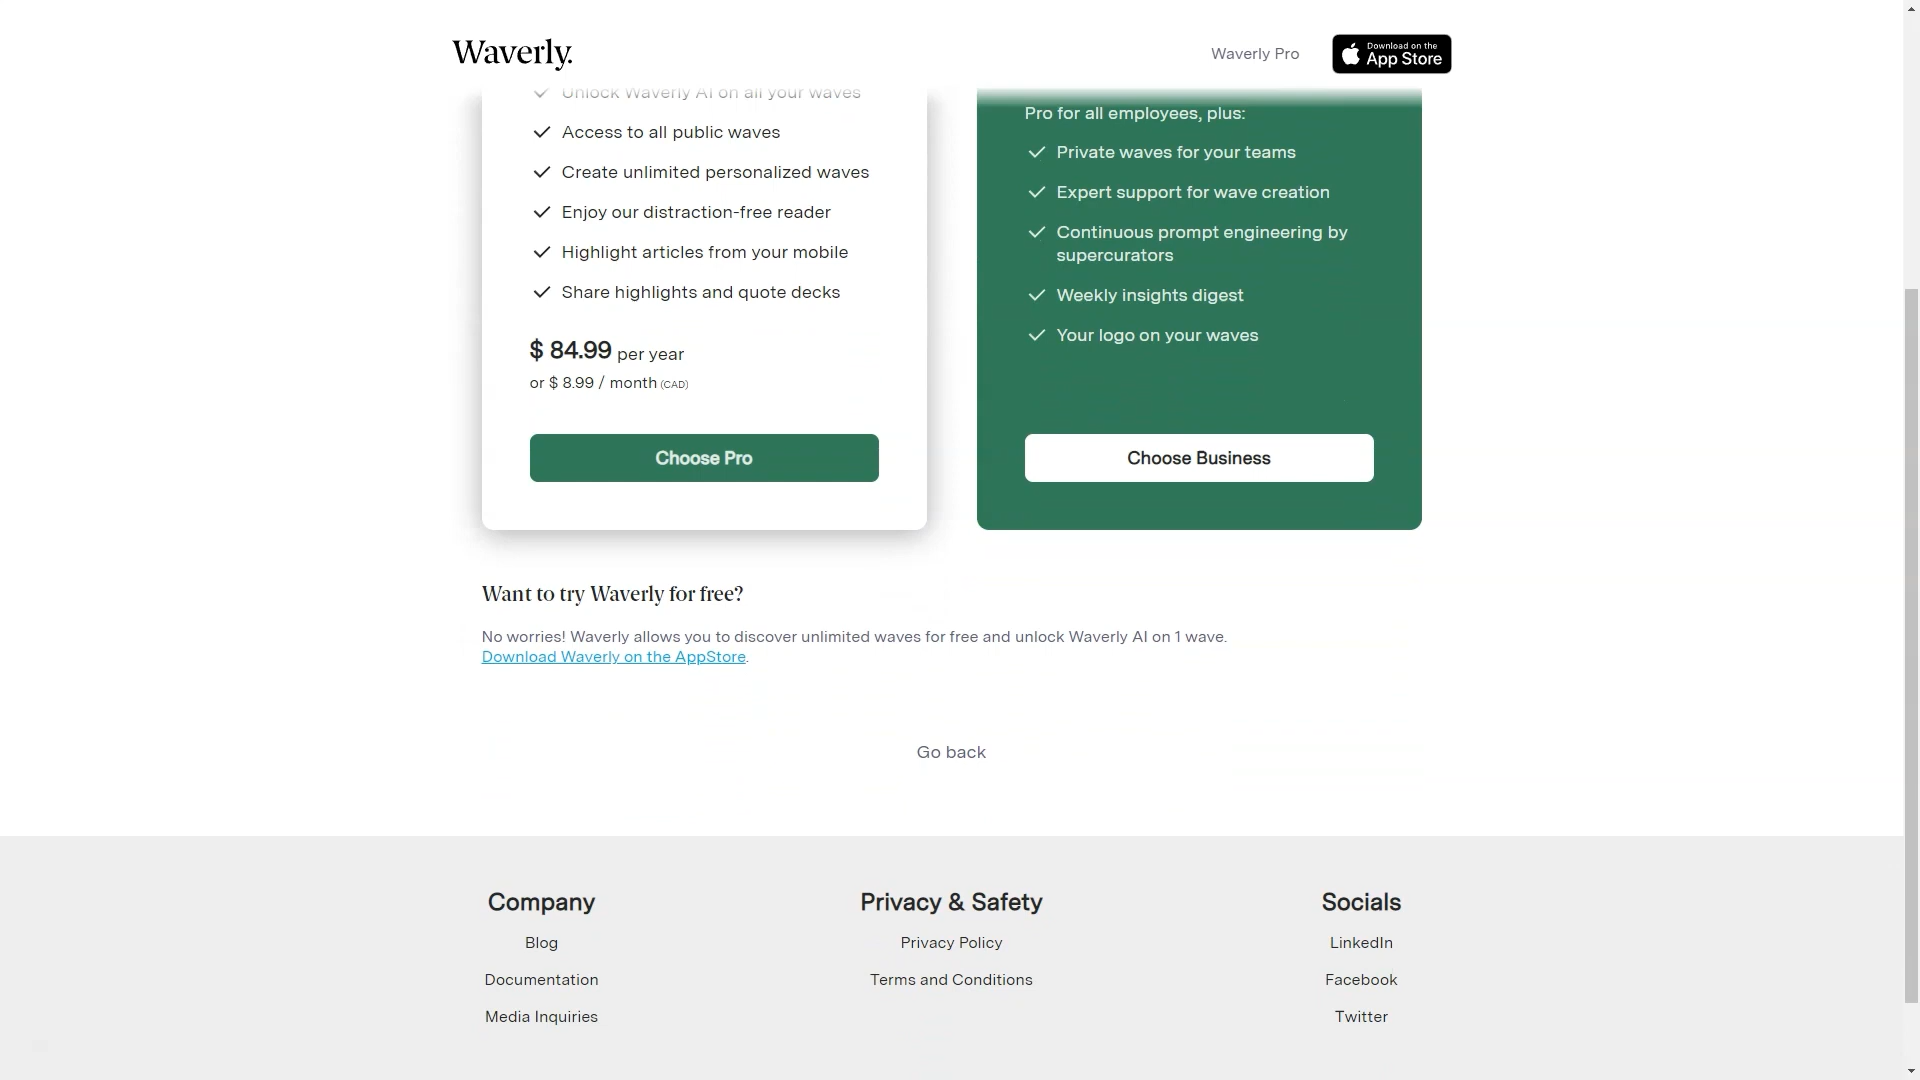 Waverly.
Waverly Pro
Download on the
App Store
Unlock Waverly AI on all your waves
Access to all public waves
Create unlimited personalized waves
Enjoy our distraction-free reader
Highlight articles from your mobile
Share highlights and quote decks
$ 84.99 per year
or $ 8.99 / month (CAD)
Choose Pro
Pro for all employees, plus:
Private waves for your teams
Expert support for wave creation
Continuous prompt engineering by
supercurators
Weekly insights digest
Your logo on your waves
Choose Business
Want to try Waverly for free?
No worries! Waverly allows you to discover unlimited waves for free and unlock Waverly AI on 1 wave.
Download Waverly on the AppStore.
Go back
Company
Blog
Documentation
Media Inquiries
Privacy & Safety
Privacy Policy
Terms and Conditions
Socials
LinkedIn
Facebook
Twitter